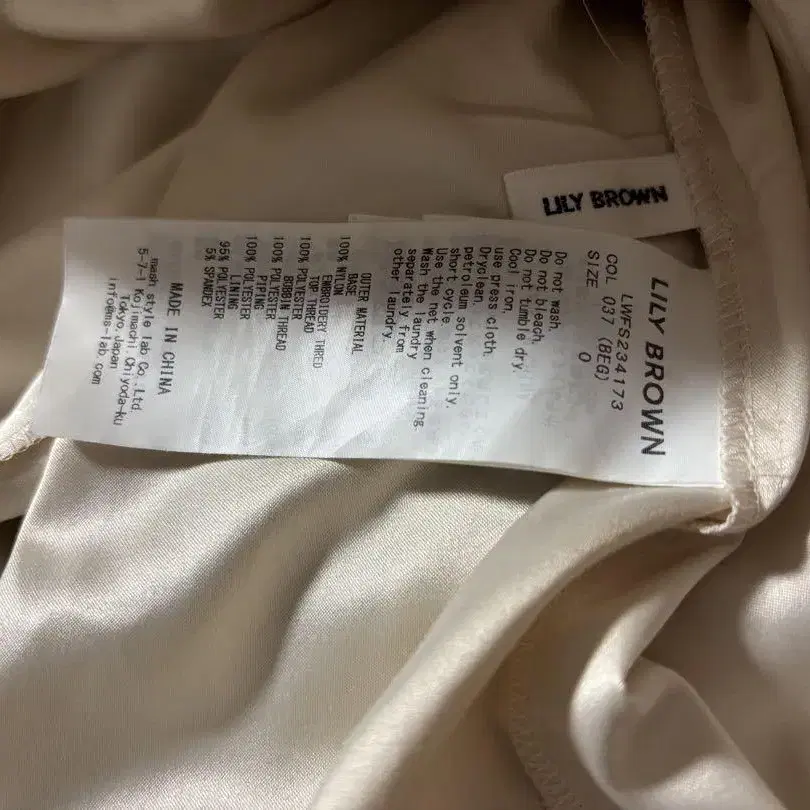 LILY BROWN
LILY BROWN
LWFS234173
COL 037 (BEG)
SIZE 0
Do not wash.
Do not bleach.
Do not tumble dry.
Cool iron,
use press cloth.
Dryclean,
petroleum solvent only.
short cycle.
Use the net when cleaning.
Wash the laundry
separately from
other laundry.
OUTER MATERIAL
BASE
100% NYLON
EMBROIDERY THRED
TOP THREAD
100% POLYESTER
BOBBIN THREAD
100% POLYESTER
PIPING
100% POLYESTER
LINING
95% POLYESTER
5% SPANDEX
MADE IN CHINA
mash style lab Co.,Ltd.
5-7-1 Kojimachi, Chiyoda-ku
Tokyo, Japan
info@ms-lab.com